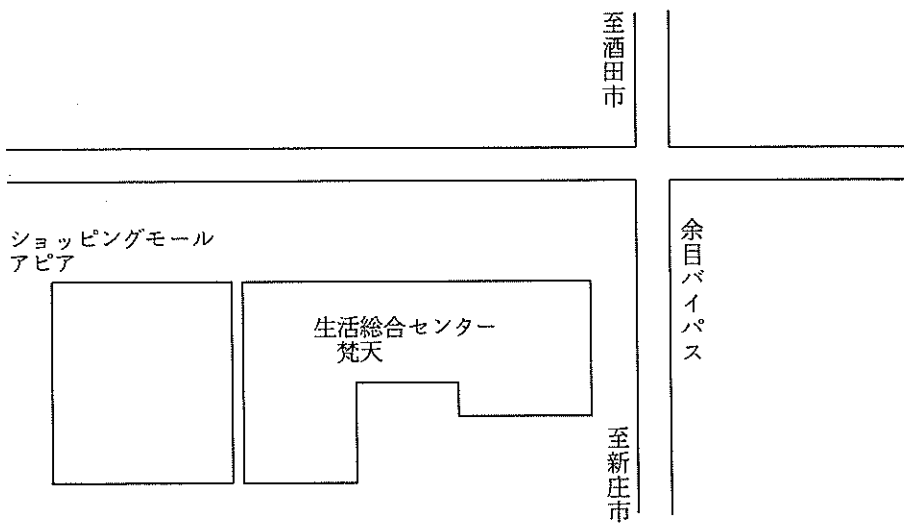 至酒田市
ショッピングモール
アピア
生活総合センター
梵天
余目バイパス
至新庄市